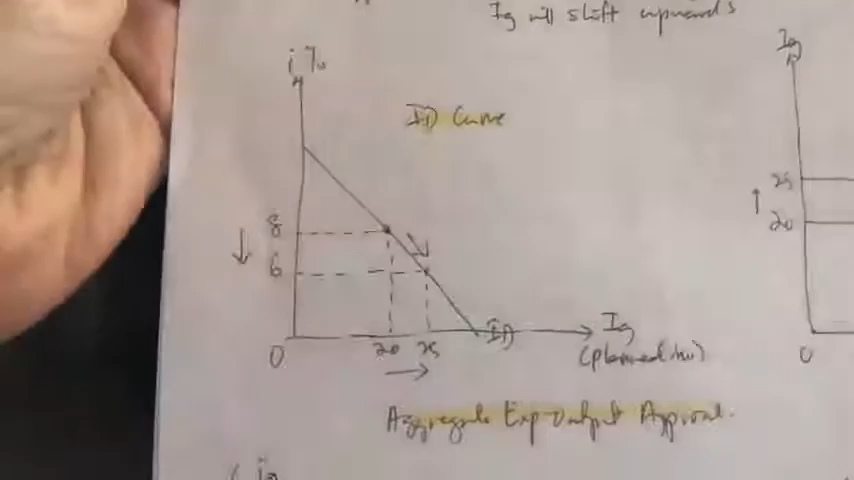 Ig will shift upwards
i %
ID Curve
8
6
0
20 25
ID
Ig
(planned inv)
Aggregate Exp-output Approach.
Ig
25
20
0